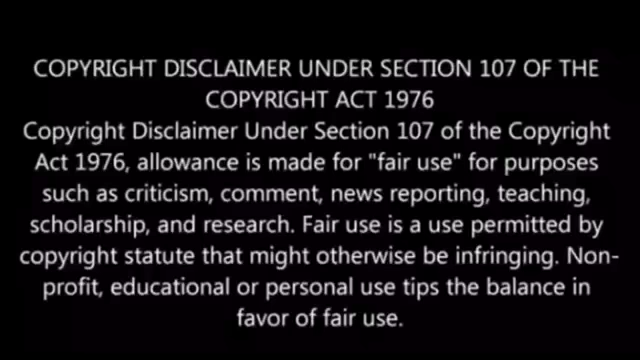 COPYRIGHT DISCLAIMER UNDER SECTION 107 OF THE
COPYRIGHT ACT 1976
Copyright Disclaimer Under Section 107 of the Copyright
Act 1976, allowance is made for "fair use" for purposes
such as criticism, comment, news reporting, teaching,
scholarship, and research. Fair use is a use permitted by
copyright statute that might otherwise be infringing. Non-
profit, educational or personal use tips the balance in
favor of fair use.